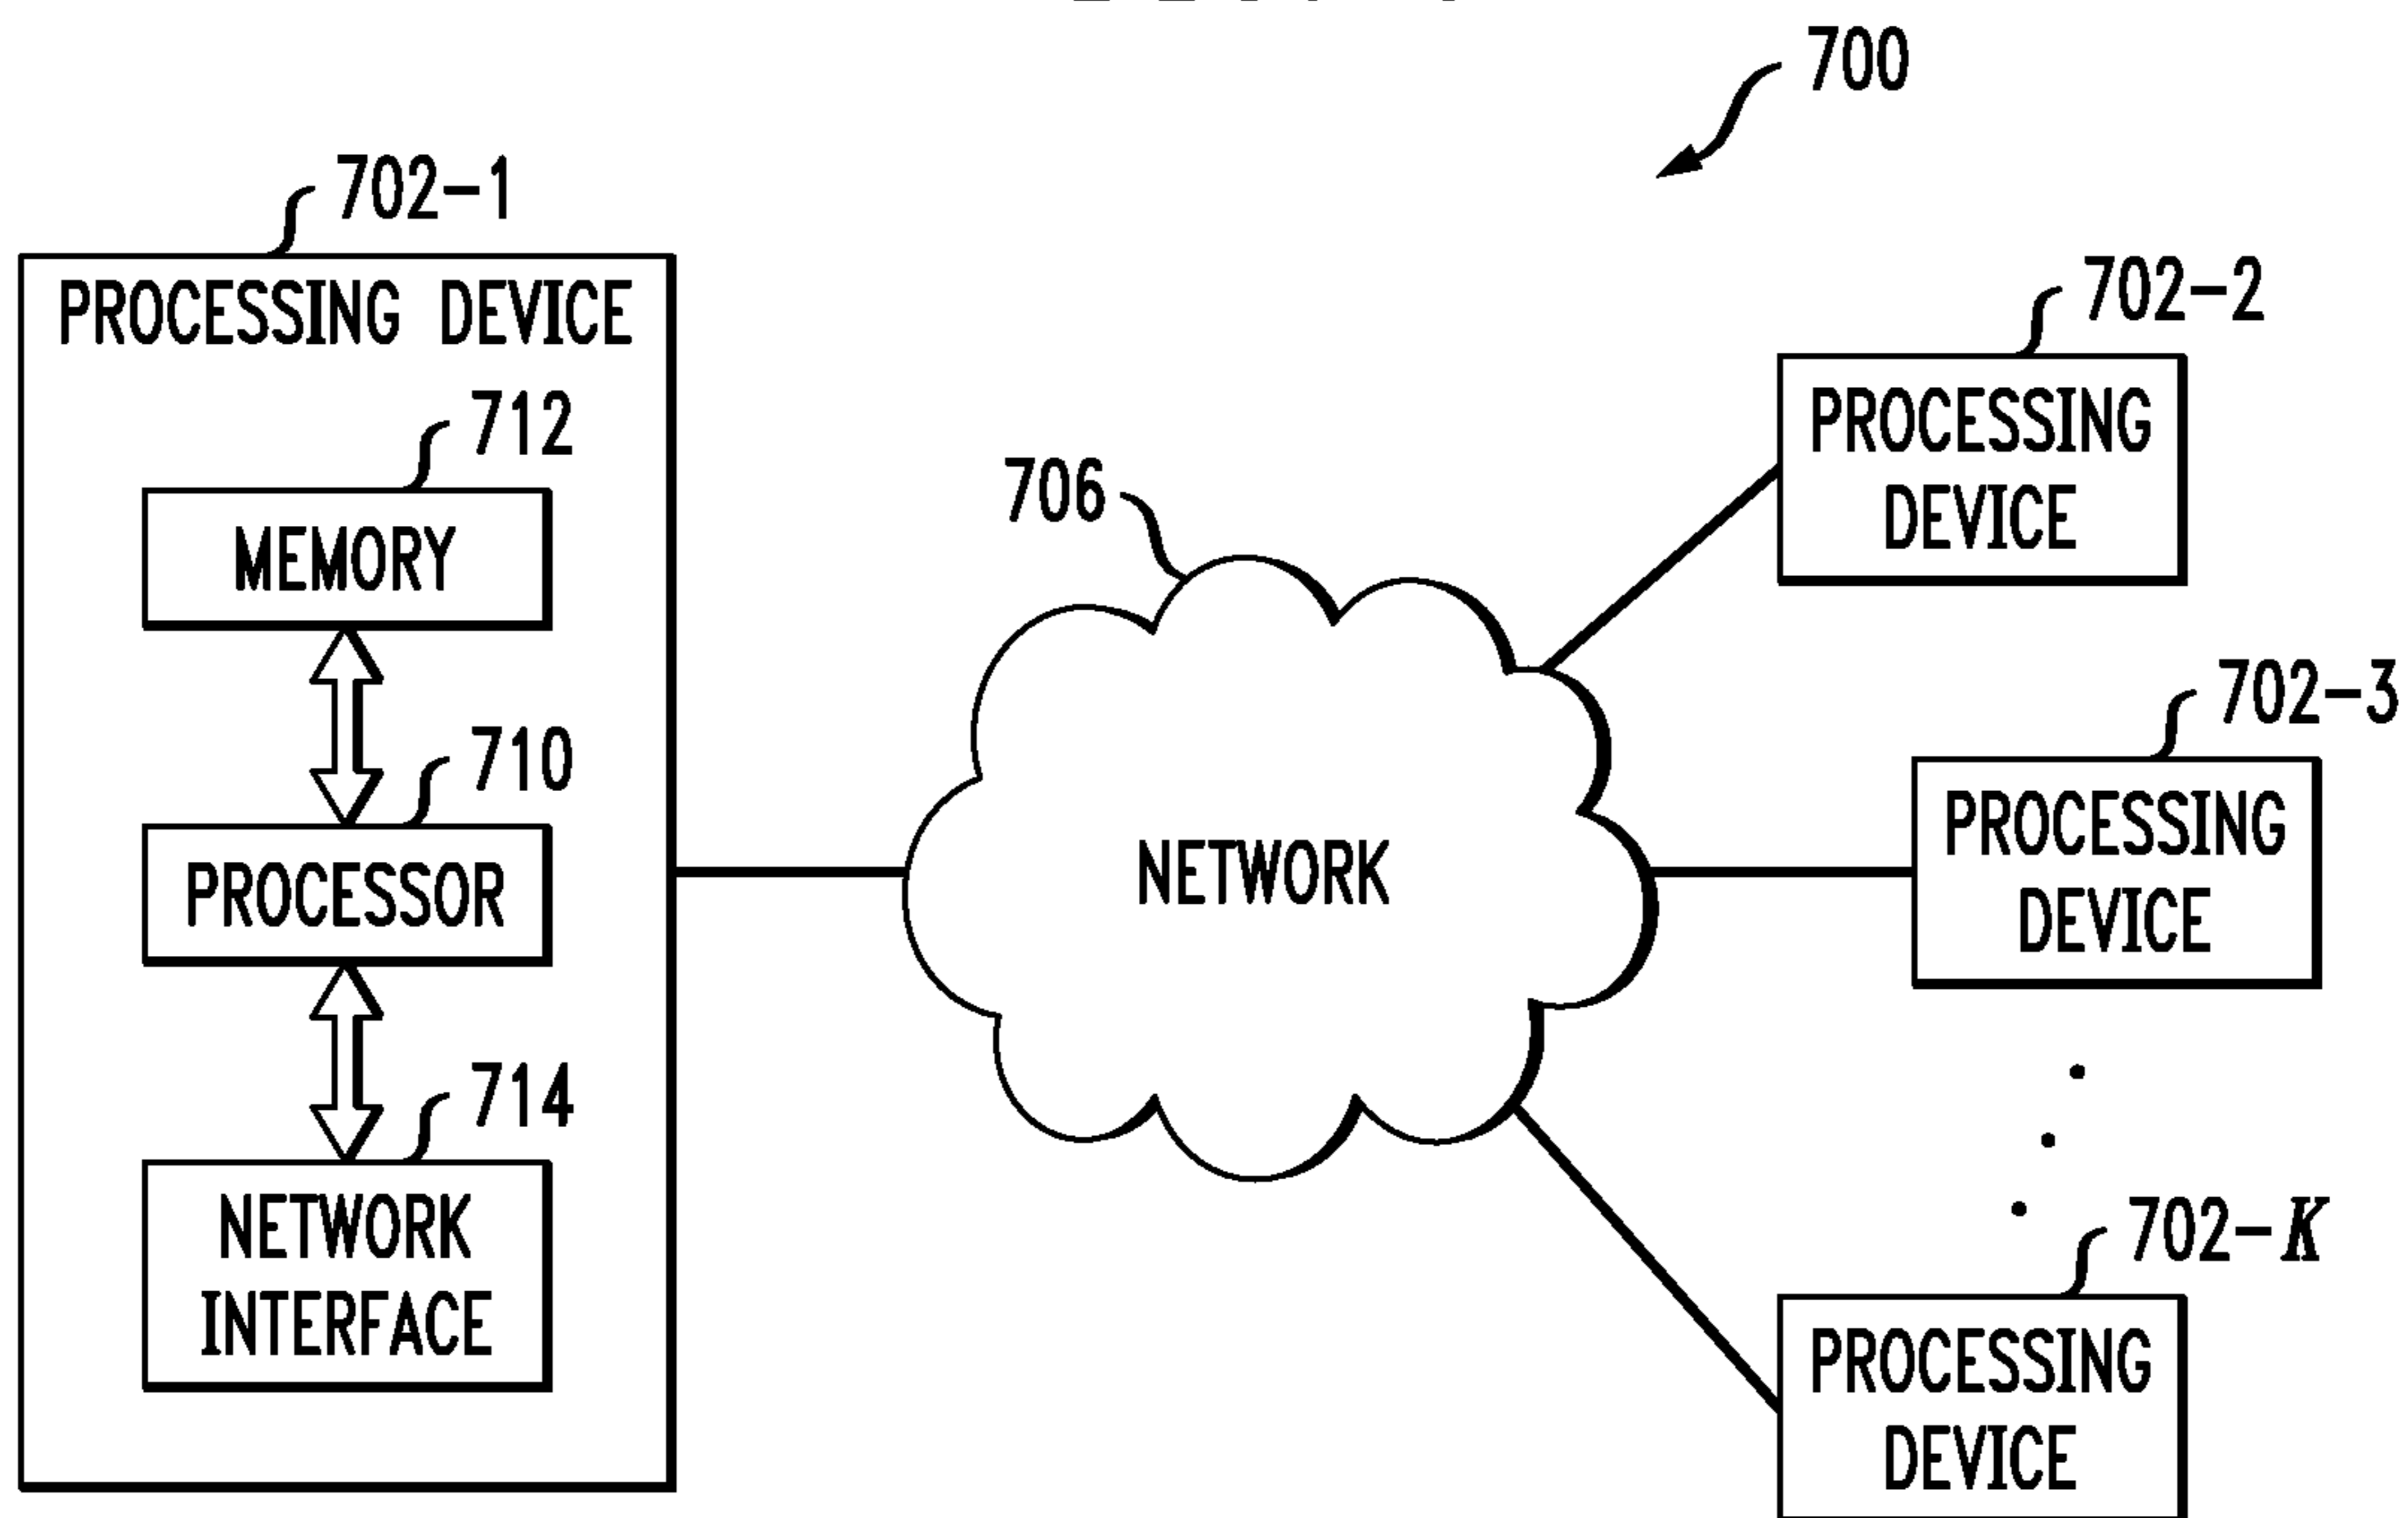 700
702-1
PROCESSING DEVICE
712
MEMORY
710
PROCESSOR
714
NETWORK
INTERFACE
706
NETWORK
702-2
PROCESSING
DEVICE
702-3
PROCESSING
DEVICE
702-K
PROCESSING
DEVICE